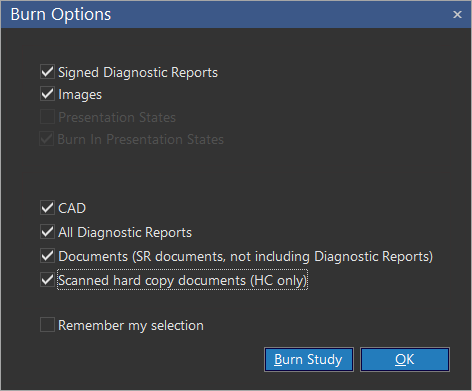 Burn Options
Signed Diagnostic Reports
Images
Presentation States
Burn In Presentation States
CAD
All Diagnostic Reports
Documents (SR documents, not including Diagnostic Reports)
Scanned hard copy documents (HC only)
Remember my selection
Burn Study OK